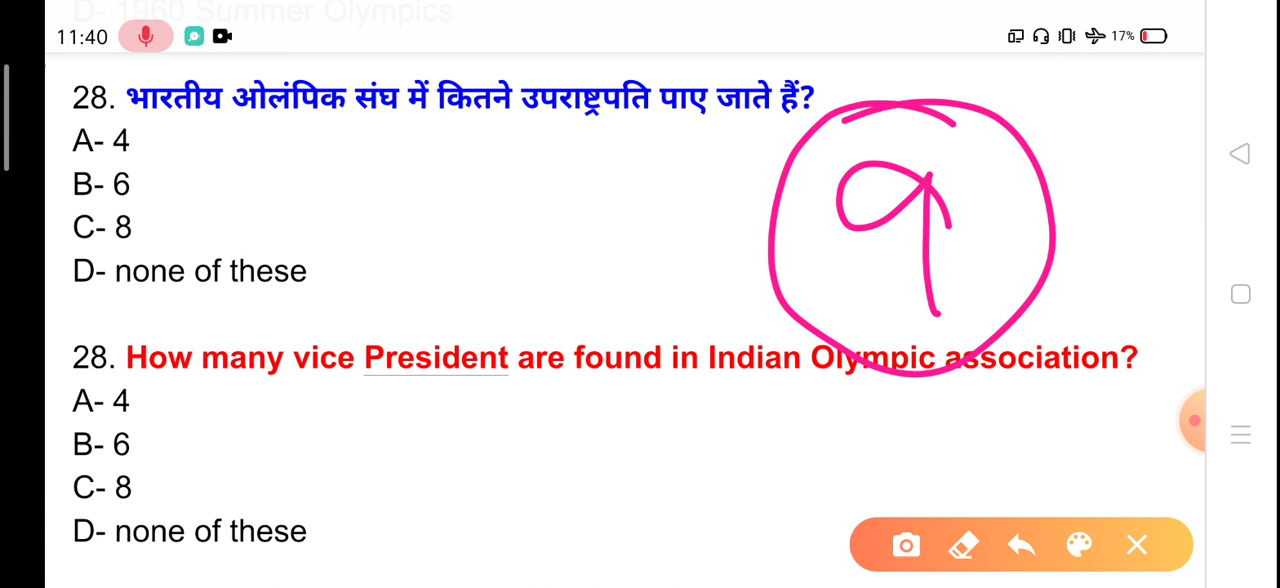 D- 1960 Summer Olympics
11:40
17%
28. भारतीय ओलंपिक संघ में कितने उपराष्ट्रपति पाए जाते हैं?
A- 4
B- 6
C- 8
D- none of these
9
28. How many vice President are found in Indian Olympic association?
A- 4
B- 6
C- 8
D- none of these